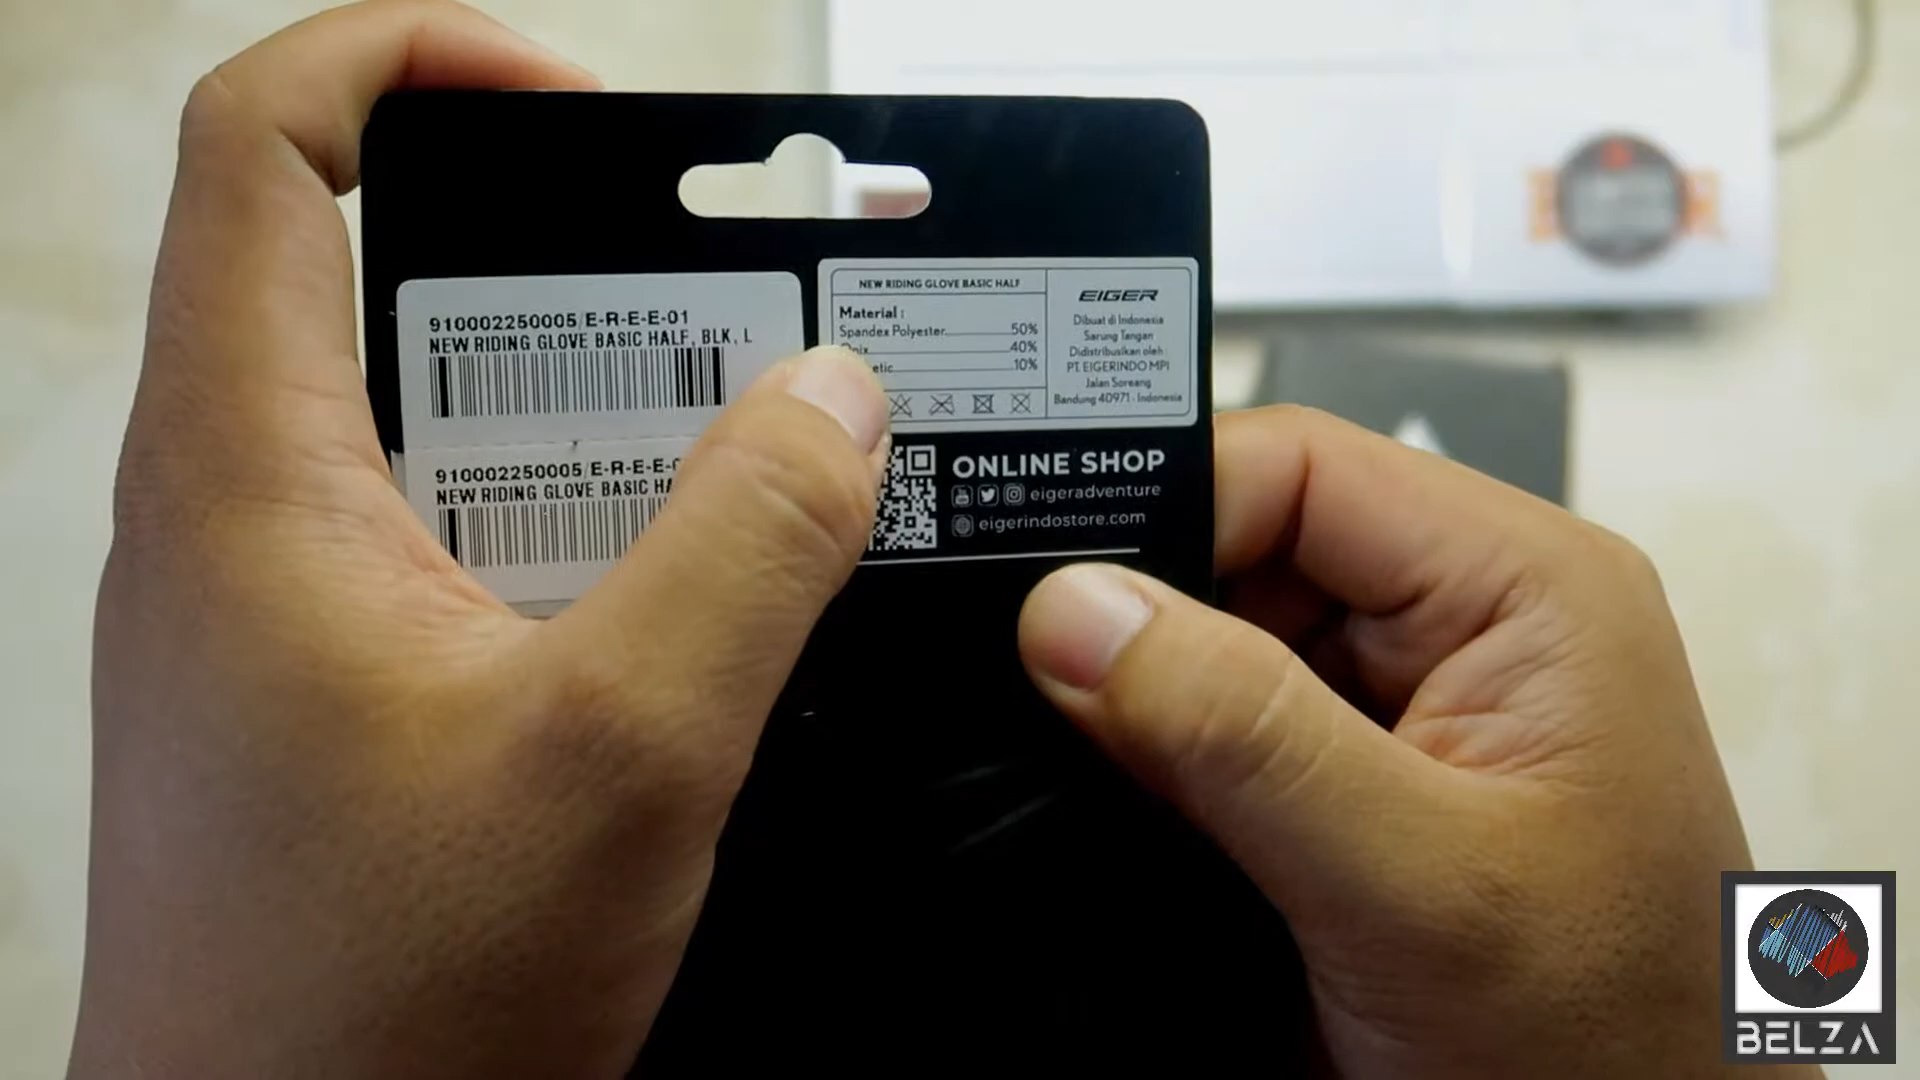 910002250005/E-R-E-E-01
NEW RIDING GLOVE BASIC HALF, BLK, L
910002250005/E-R-E-E-
NEW RIDING GLOVE BASIC
NEW RIDING GLOVE BASIC HALF
Material :
Spandex Polyester 50%
40%
10%
EIGER
Dibuat di Indonesia
Sarung Tangan
Didistribusikan oleh :
PT. EIGERINDO MPI
Jalan Soreang
Bandung 40971 - Indonesia
ONLINE SHOP
eigeradventure
eigerindostore.com
BELZA